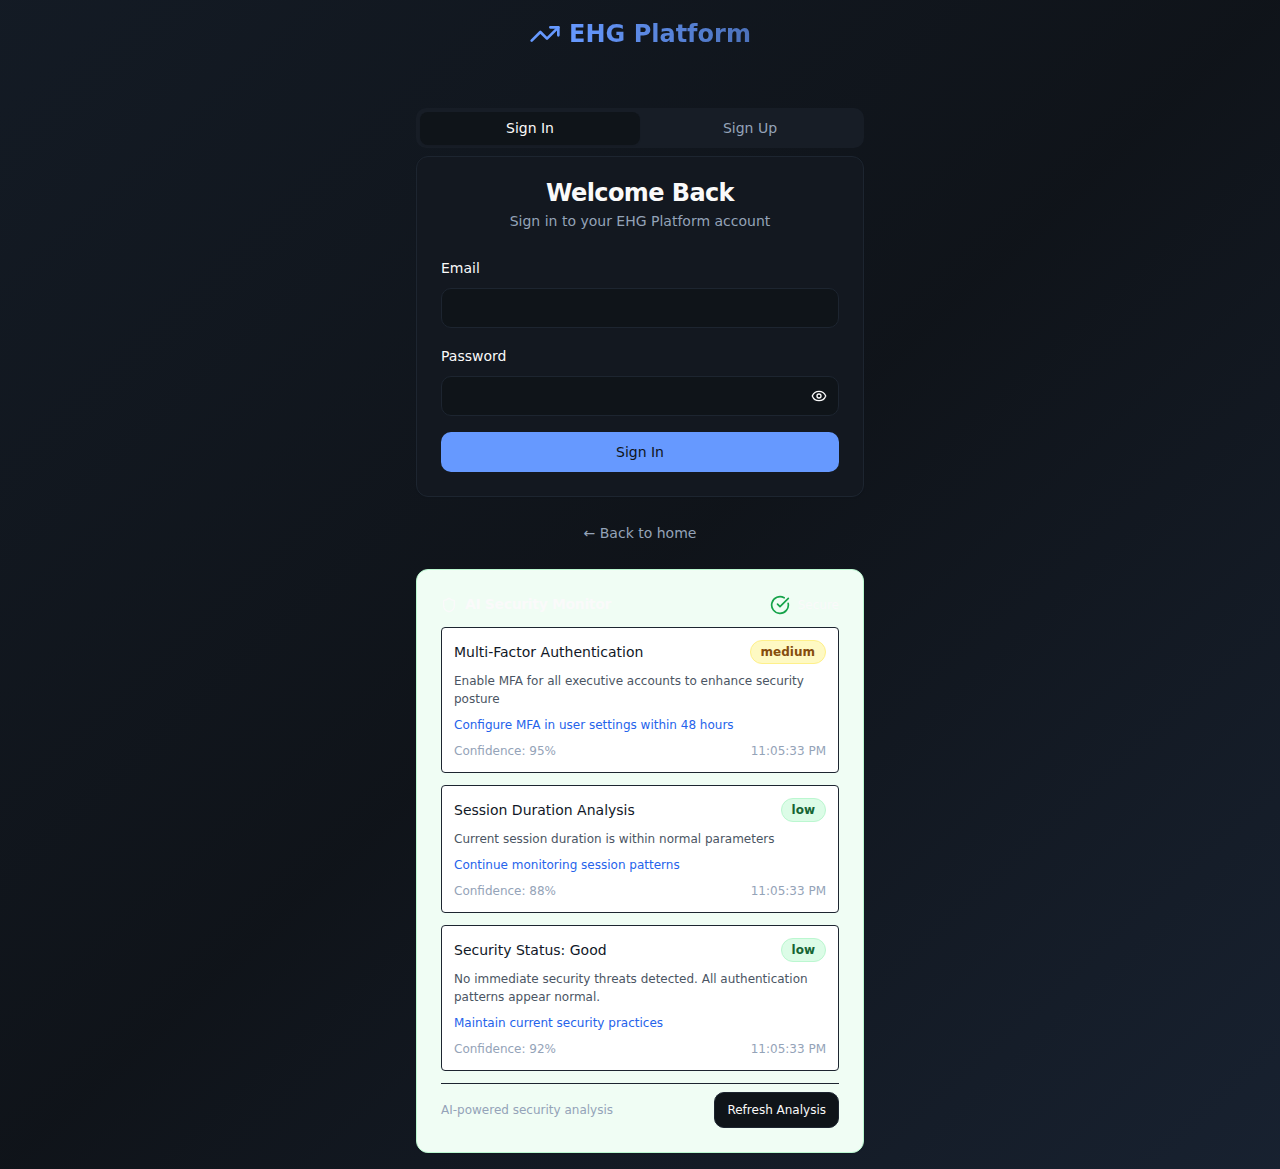 EHG Platform
Sign In
Sign Up
Welcome Back
Sign in to your EHG Platform account
Email
Password
Sign In
← Back to home
Multi-Factor Authentication
medium
Enable MFA for all executive accounts to enhance security
posture
Configure MFA in user settings within 48 hours
Confidence: 95%
11:05:33 PM
Session Duration Analysis
low
Current session duration is within normal parameters
Continue monitoring session patterns
Confidence: 88%
11:05:33 PM
Security Status: Good
low
No immediate security threats detected. All authentication
patterns appear normal.
Maintain current security practices
Confidence: 92%
11:05:33 PM
AI-powered security analysis
Refresh Analysis